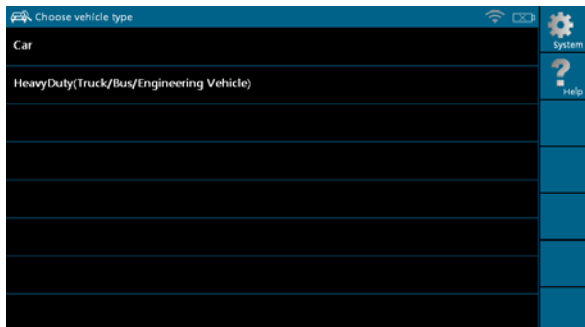 Choose vehicle type
Car
HeavyDuty(Truck/Bus/Engineering Vehicle)
System
Help